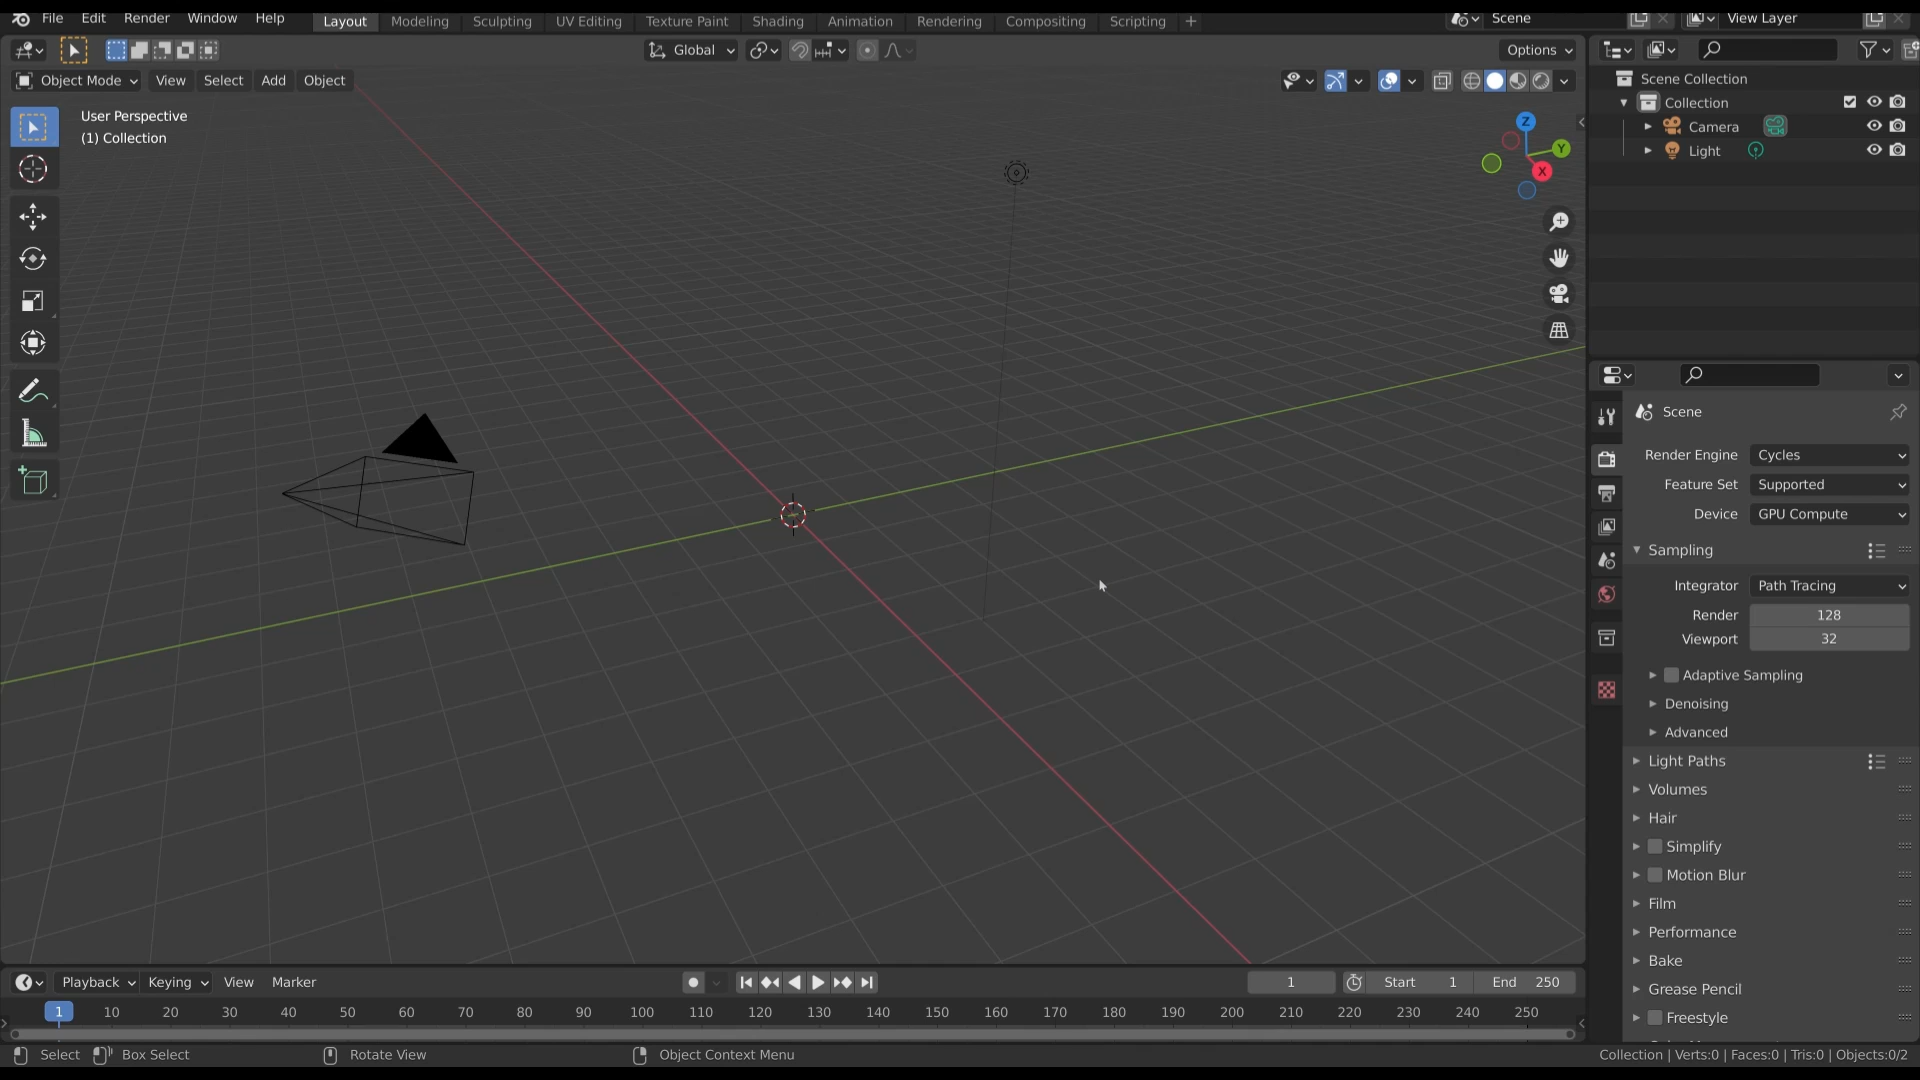 File Edit Render Window Help Layout Modeling Sculpting UV Editing Texture Paint Shading Animation Rendering Compositing Scripting + Scene View Layer
Global Options
Object Mode View Select Add Object
User Perspective
(1) Collection
Z
Y
X
Scene Collection
Collection
Camera
Light
Scene
Render Engine Cycles
Feature Set Supported
Device GPU Compute
Sampling
Integrator Path Tracing
Render 128
Viewport 32
Adaptive Sampling
Denoising
Advanced
Light Paths
Volumes
Hair
Simplify
Motion Blur
Film
Performance
Bake
Grease Pencil
Freestyle
Playback Keying View Marker 1 Start 1 End 250
1 10 20 30 40 50 60 70 80 90 100 110 120 130 140 150 160 170 180 190 200 210 220 230 240 250
Select Box Select Rotate View Object Context Menu Collection | Verts:0 | Faces:0 | Tris:0 | Objects:0/2